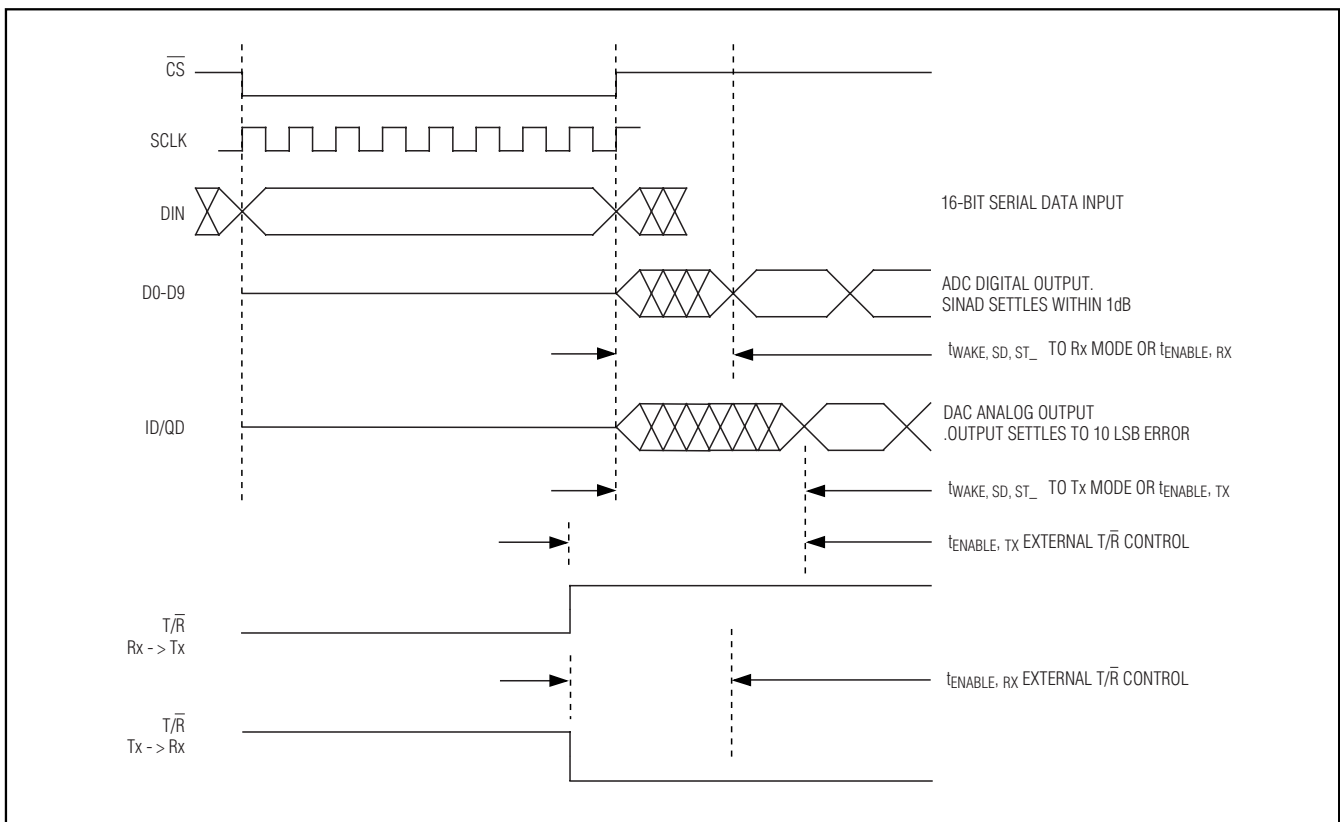 C̅S̅
SCLK
DIN
16-BIT SERIAL DATA INPUT
D0-D9
ADC DIGITAL OUTPUT.
SINAD SETTLES WITHIN 1dB
tWAKE, SD, ST_ TO Rx MODE OR tENABLE, RX
ID/QD
DAC ANALOG OUTPUT
.OUTPUT SETTLES TO 10 LSB ERROR
tWAKE, SD, ST_ TO Tx MODE OR tENABLE, TX
tENABLE, TX EXTERNAL T/R̅ CONTROL
T/R̅
Rx - > Tx
tENABLE, RX EXTERNAL T/R̅ CONTROL
T/R̅
Tx - > Rx